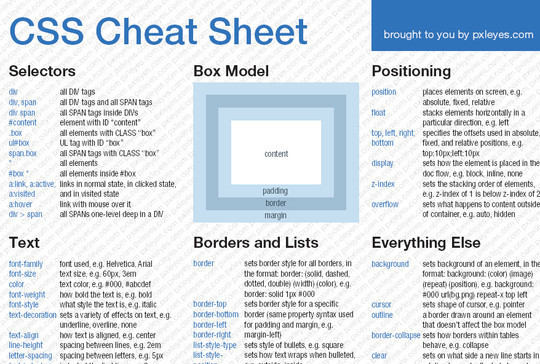 CSS Cheat Sheet
brought to you by pxleyes.com
Selectors
div all DIV tags
div, span all DIV tags and all SPAN tags
div span all SPAN tags inside DIVs
#content element with ID "content"
.box all elements with CLASS "box"
ul#box UL tag with ID "box"
span.box all SPAN tags with CLASS "box"
* all elements
#box * all elements inside #box
a:link, a:active, links in normal state, in clicked state,
a:visited and in visited state
a:hover link with mouse over it
div > span all SPANs one-level deep in a DIV
Box Model
content
padding
border
margin
Positioning
position places elements on screen, e.g.
absolute, fixed, relative
float stacks elements horizontally in a
particular direction, e.g. left
top, left, right, specifies the offsets used in absolute,
bottom fixed, and relative positions, e.g.
top:10px;left:10px
display sets how the element is placed in the
doc flow, e.g. block, inline, none
z-index sets the stacking order of elements,
e.g. z-index of 1 is below z-index of 2
overflow sets what happens to content outside
of container, e.g. auto, hidden
Text
font-family font used, e.g. Helvetica, Arial
font-size text size, e.g. 60px, 3em
color text color, e.g. #000, #abcdef
font-weight how bold the text is, e.g. bold
font-style what style the text is, e.g. italic
text-decoration sets a variety of effects on text, e.g.
underline, overline, none
text-align how text is aligned, e.g. center
line-height spacing between lines, e.g. 2em
letter-spacing spacing between letters, e.g. 5px
Borders and Lists
border sets border style for all borders, in
the format: border: (solid, dashed,
dotted, double) (width) (color), e.g.
border: solid 1px #000
border-top sets border style for a specific
border-bottom border (same property syntax used
border-left for padding and margin, e.g.
border-right margin-left)
list-style-type sets style of bullets, e.g. square
list-style- sets how text wraps when bulleted,
Everything Else
background sets background of an element, in the
format: background: (color) (image)
(repeat) (position), e.g. background:
#000 url(bg.png) repeat-x top left
cursor sets shape of cursor, e.g. pointer
outline a border drawn around an element
that doesn't affect the box model
border-collapse sets how borders within tables
behave, e.g. collapse
clear sets on what side a new line starts in